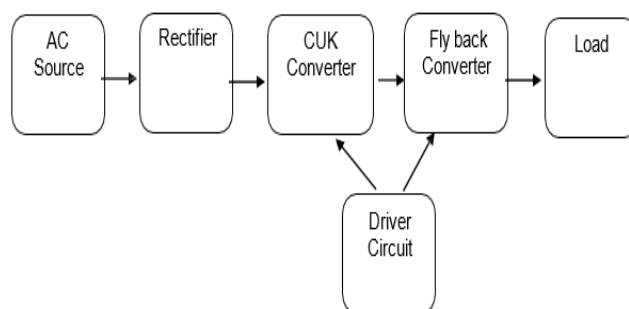 AC
Source
Rectifier
CUK
Converter
Fly back
Converter
Load
Driver
Circuit